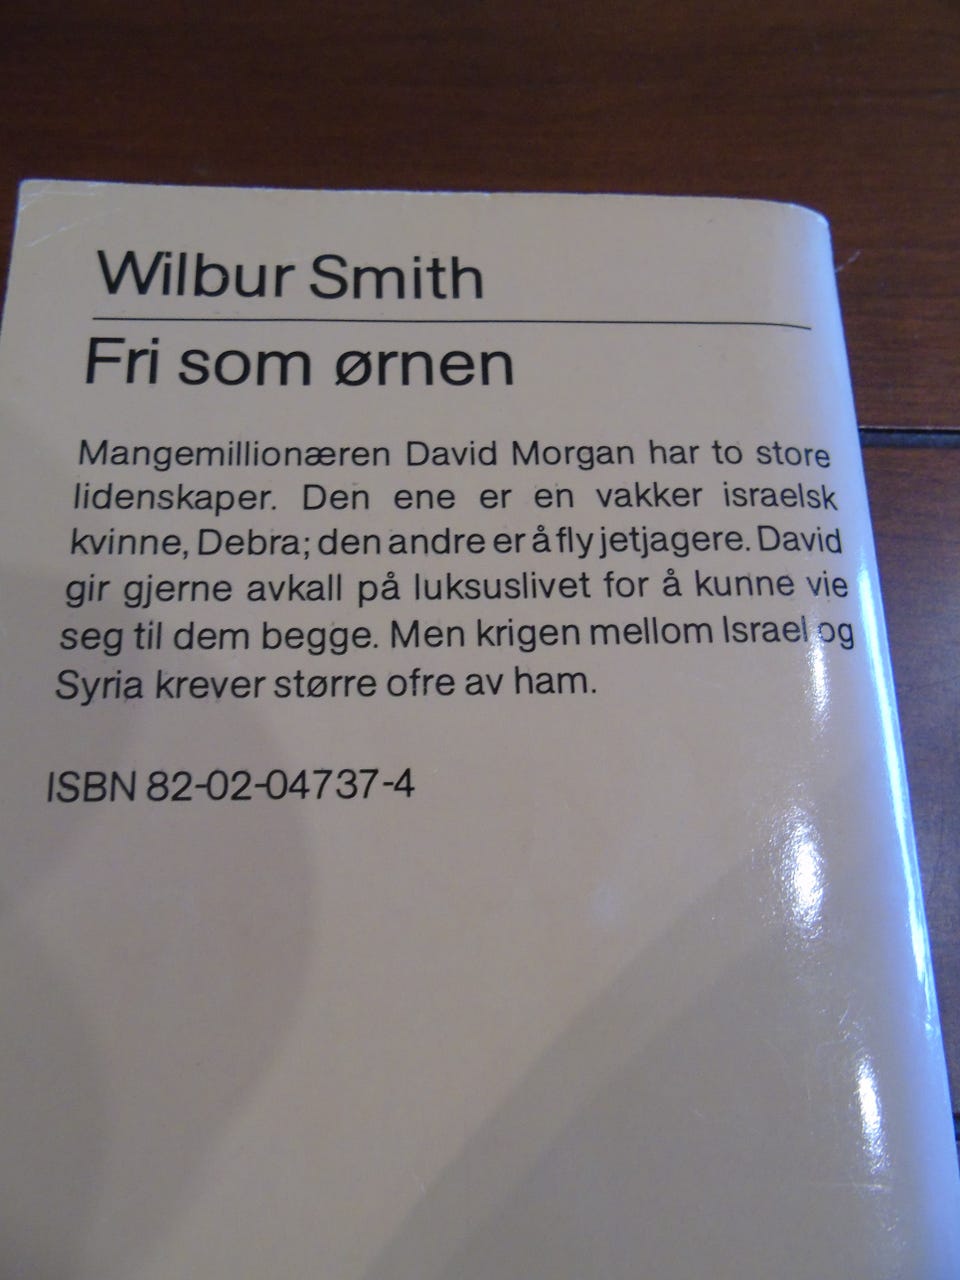 Wilbur Smith
Fri som ørnen
Mangemillionæren David Morgan har to store
lidenskaper. Den ene er en vakker israelsk
kvinne, Debra; den andre er å fly jetjagere. David
gir gjerne avkall på luksuslivet for å kunne vie
seg til dem begge. Men krigen mellom Israel og
Syria krever større ofre av ham.
ISBN 82-02-04737-4